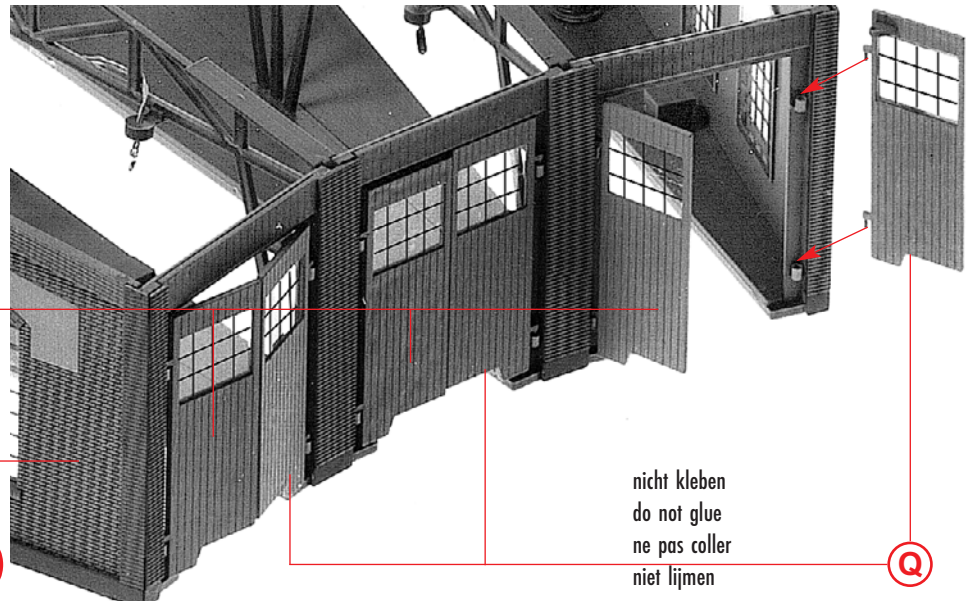 nicht kleben
do not glue
ne pas coller
niet lijmen
Q